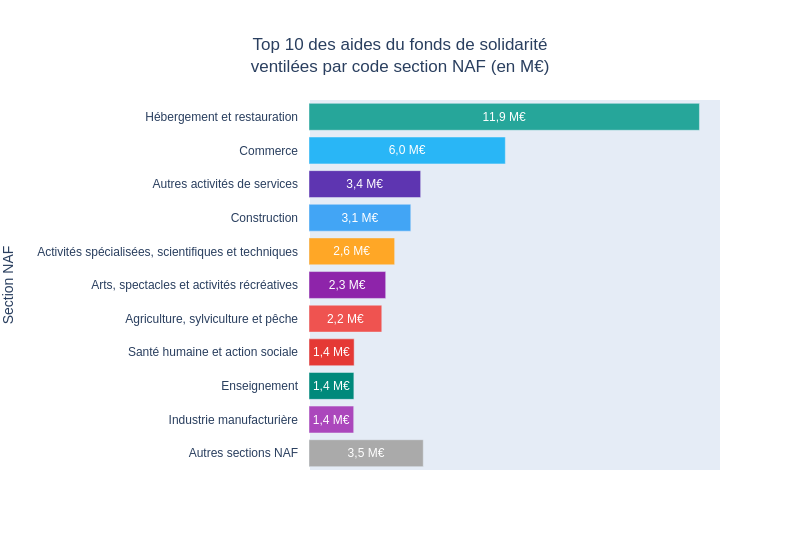 Top 10 des aides du fonds de solidarité
ventilées par code section NAF (en M€)
Section NAF
Hébergement et restauration 11,9 M€
Commerce 6,0 M€
Autres activités de services 3,4 M€
Construction 3,1 M€
Activités spécialisées, scientifiques et techniques 2,6 M€
Arts, spectacles et activités récréatives 2,3 M€
Agriculture, sylviculture et pêche 2,2 M€
Santé humaine et action sociale 1,4 M€
Enseignement 1,4 M€
Industrie manufacturière 1,4 M€
Autres sections NAF 3,5 M€